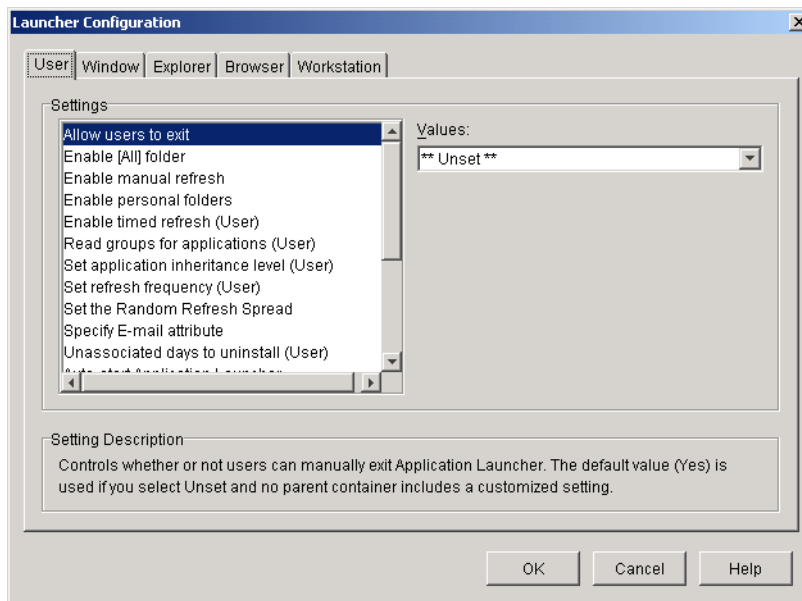 Launcher Configuration
User Window Explorer Browser Workstation
Settings
Allow users to exit
Enable [All] folder
Enable manual refresh
Enable personal folders
Enable timed refresh (User)
Read groups for applications (User)
Set application inheritance level (User)
Set refresh frequency (User)
Set the Random Refresh Spread
Specify E-mail attribute
Unassociated days to uninstall (User)
Auto-start Application Launcher
Values:
** Unset **
Setting Description
Controls whether or not users can manually exit Application Launcher. The default value (Yes) is
used if you select Unset and no parent container includes a customized setting.
OK Cancel Help